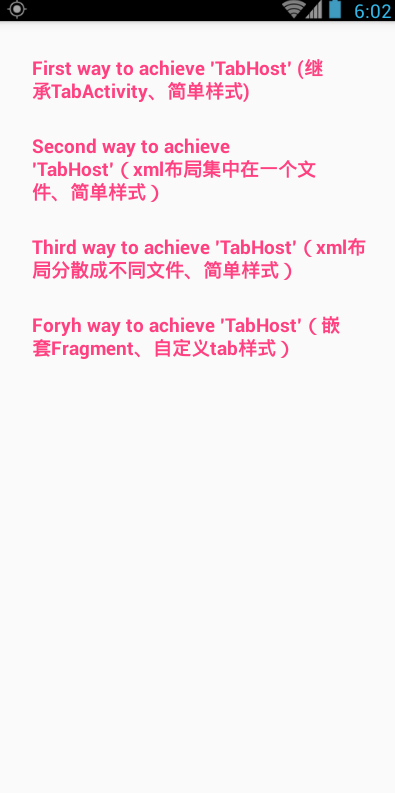 6:02
First way to achieve 'TabHost' (继
承TabActivity、简单样式)
Second way to achieve
'TabHost'（xml布局集中在一个文
件、简单样式）
Third way to achieve 'TabHost'（xml布
局分散成不同文件、简单样式）
Foryh way to achieve 'TabHost'（嵌
套Fragment、自定义tab样式）